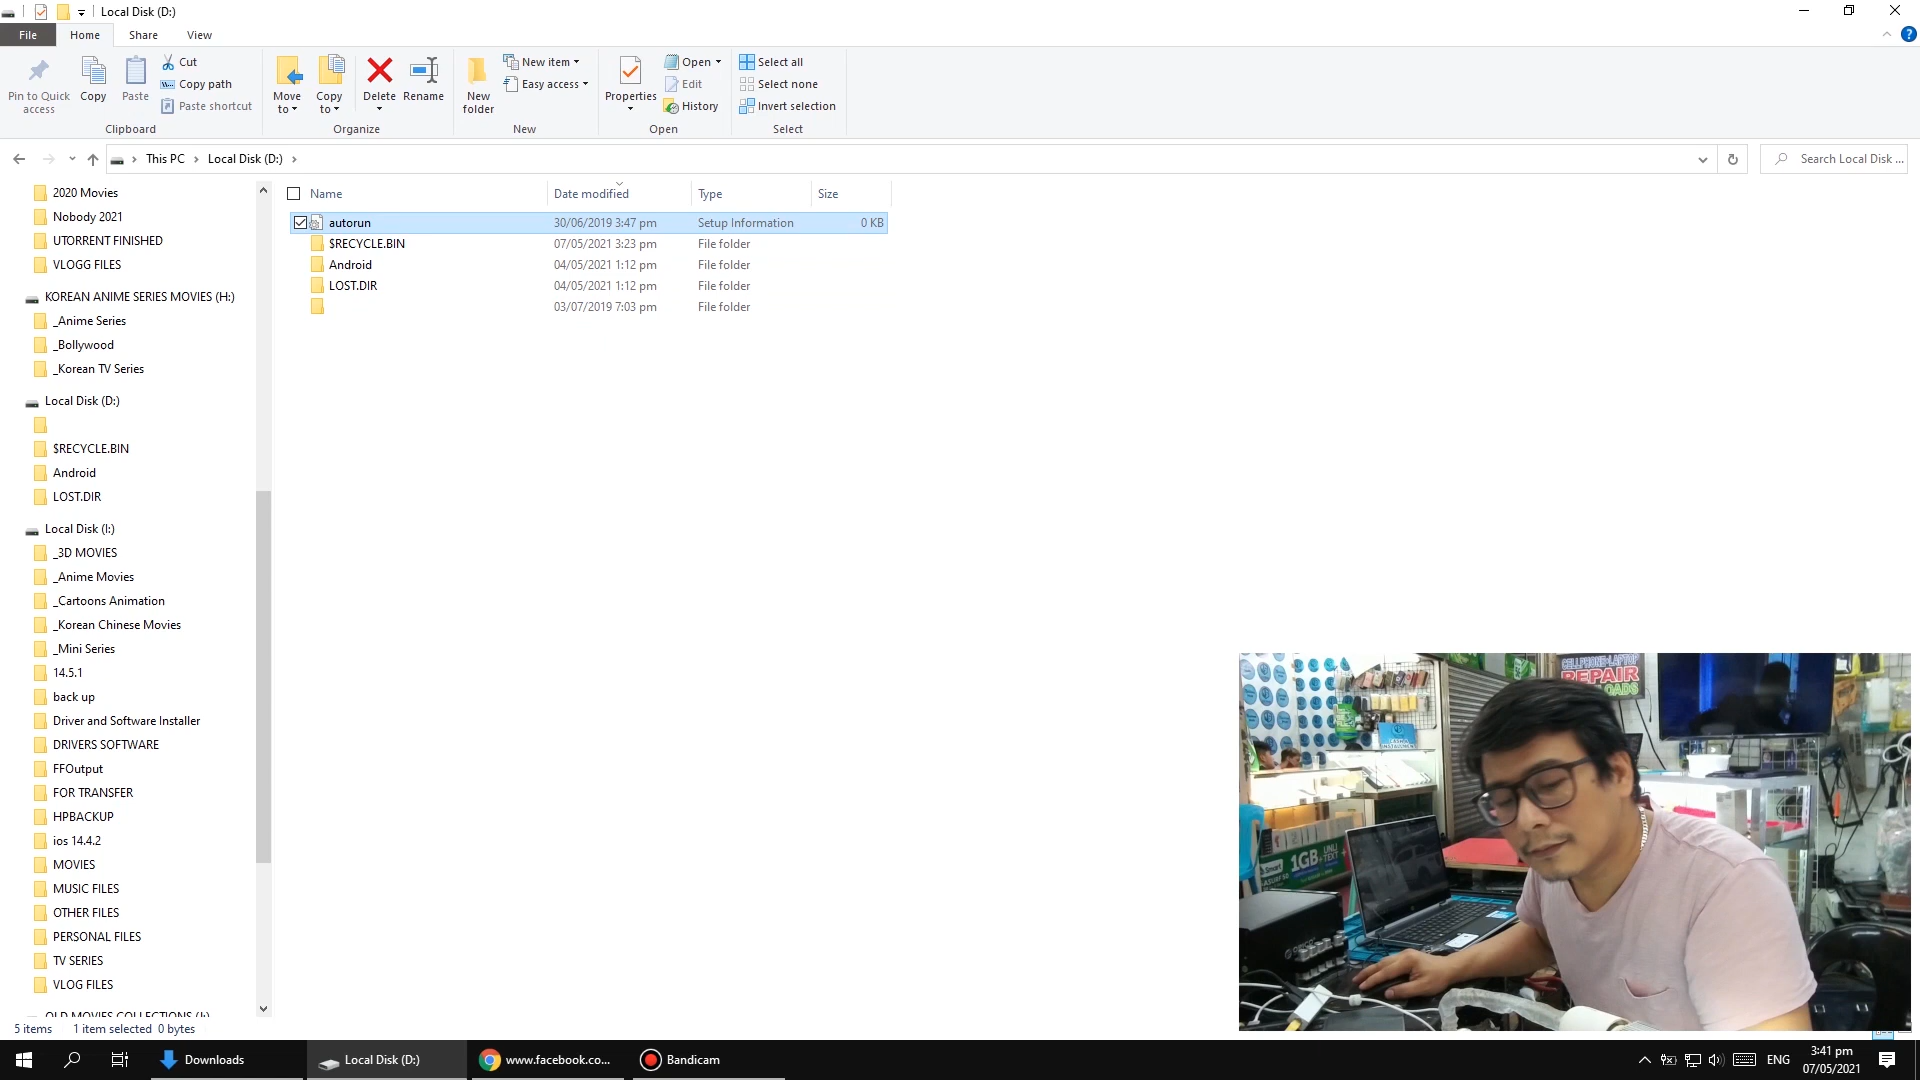 Local Disk (D:)
File
Home
Share
View
Pin to Quick access
Copy
Paste
Cut
Copy path
Paste shortcut
Clipboard
Move to
Copy to
Delete
Rename
Organize
New folder
New item
Easy access
New
Properties
Open
Edit
History
Open
Select all
Select none
Invert selection
Select
This PC
Local Disk (D:)
Search Local Disk ...
2020 Movies
Nobody 2021
UTORRENT FINISHED
VLOGG FILES
KOREAN ANIME SERIES MOVIES (H:)
_Anime Series
_Bollywood
_Korean TV Series
Local Disk (D:)
$RECYCLE.BIN
Android
LOST.DIR
Local Disk (I:)
_3D MOVIES
_Anime Movies
_Cartoons Animation
_Korean Chinese Movies
_Mini Series
14.5.1
back up
Driver and Software Installer
DRIVERS SOFTWARE
FFOutput
FOR TRANSFER
HPBACKUP
ios 14.4.2
MOVIES
MUSIC FILES
OTHER FILES
PERSONAL FILES
TV SERIES
VLOG FILES
OLD MOVIES COLLECTIONS (J:)
Name Date modified Type Size
autorun 30/06/2019 3:47 pm Setup Information 0 KB
$RECYCLE.BIN 07/05/2021 3:23 pm File folder
Android 04/05/2021 1:12 pm File folder
LOST.DIR 04/05/2021 1:12 pm File folder
03/07/2019 7:03 pm File folder
CELLPHONE LAPTOP
REPAIR
Smart 1GB UNLI TEXT
5 items 1 item selected 0 bytes
Downloads
Local Disk (D:)
www.facebook.co...
Bandicam
ENG
3:41 pm
07/05/2021